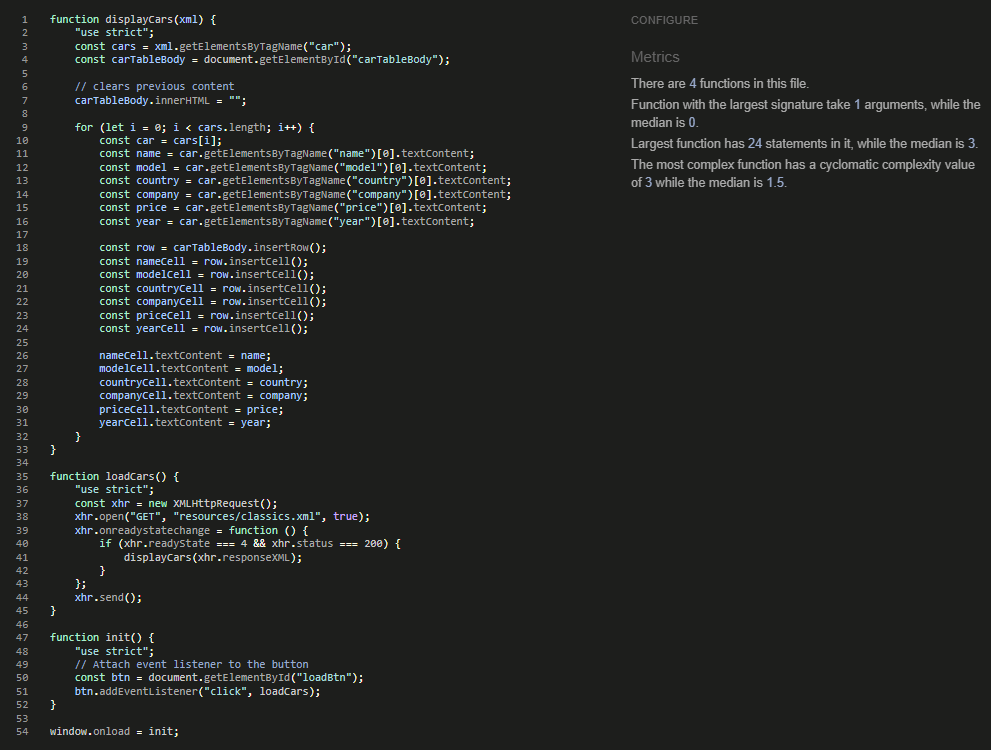 1 function displayCars(xml) {
2     "use strict";
3     const cars = xml.getElementsByTagName("car");
4     const carTableBody = document.getElementById("carTableBody");
5
6     // clears previous content
7     carTableBody.innerHTML = "";
8
9     for (let i = 0; i < cars.length; i++) {
10         const car = cars[i];
11         const name = car.getElementsByTagName("name")[0].textContent;
12         const model = car.getElementsByTagName("model")[0].textContent;
13         const country = car.getElementsByTagName("country")[0].textContent;
14         const company = car.getElementsByTagName("company")[0].textContent;
15         const price = car.getElementsByTagName("price")[0].textContent;
16         const year = car.getElementsByTagName("year")[0].textContent;
17
18         const row = carTableBody.insertRow();
19         const nameCell = row.insertCell();
20         const modelCell = row.insertCell();
21         const countryCell = row.insertCell();
22         const companyCell = row.insertCell();
23         const priceCell = row.insertCell();
24         const yearCell = row.insertCell();
25
26         nameCell.textContent = name;
27         modelCell.textContent = model;
28         countryCell.textContent = country;
29         companyCell.textContent = company;
30         priceCell.textContent = price;
31         yearCell.textContent = year;
32     }
33 }
34
35 function loadCars() {
36     "use strict";
37     const xhr = new XMLHttpRequest();
38     xhr.open("GET", "resources/classics.xml", true);
39     xhr.onreadystatechange = function () {
40         if (xhr.readyState === 4 && xhr.status === 200) {
41             displayCars(xhr.responseXML);
42         }
43     };
44     xhr.send();
45 }
46
47 function init() {
48     "use strict";
49     // Attach event listener to the button
50     const btn = document.getElementById("loadBtn");
51     btn.addEventListener("click", loadCars);
52 }
53
54 window.onload = init;
CONFIGURE
Metrics
There are 4 functions in this file.
Function with the largest signature take 1 arguments, while the
median is 0.
Largest function has 24 statements in it, while the median is 3.
The most complex function has a cyclomatic complexity value
of 3 while the median is 1.5.